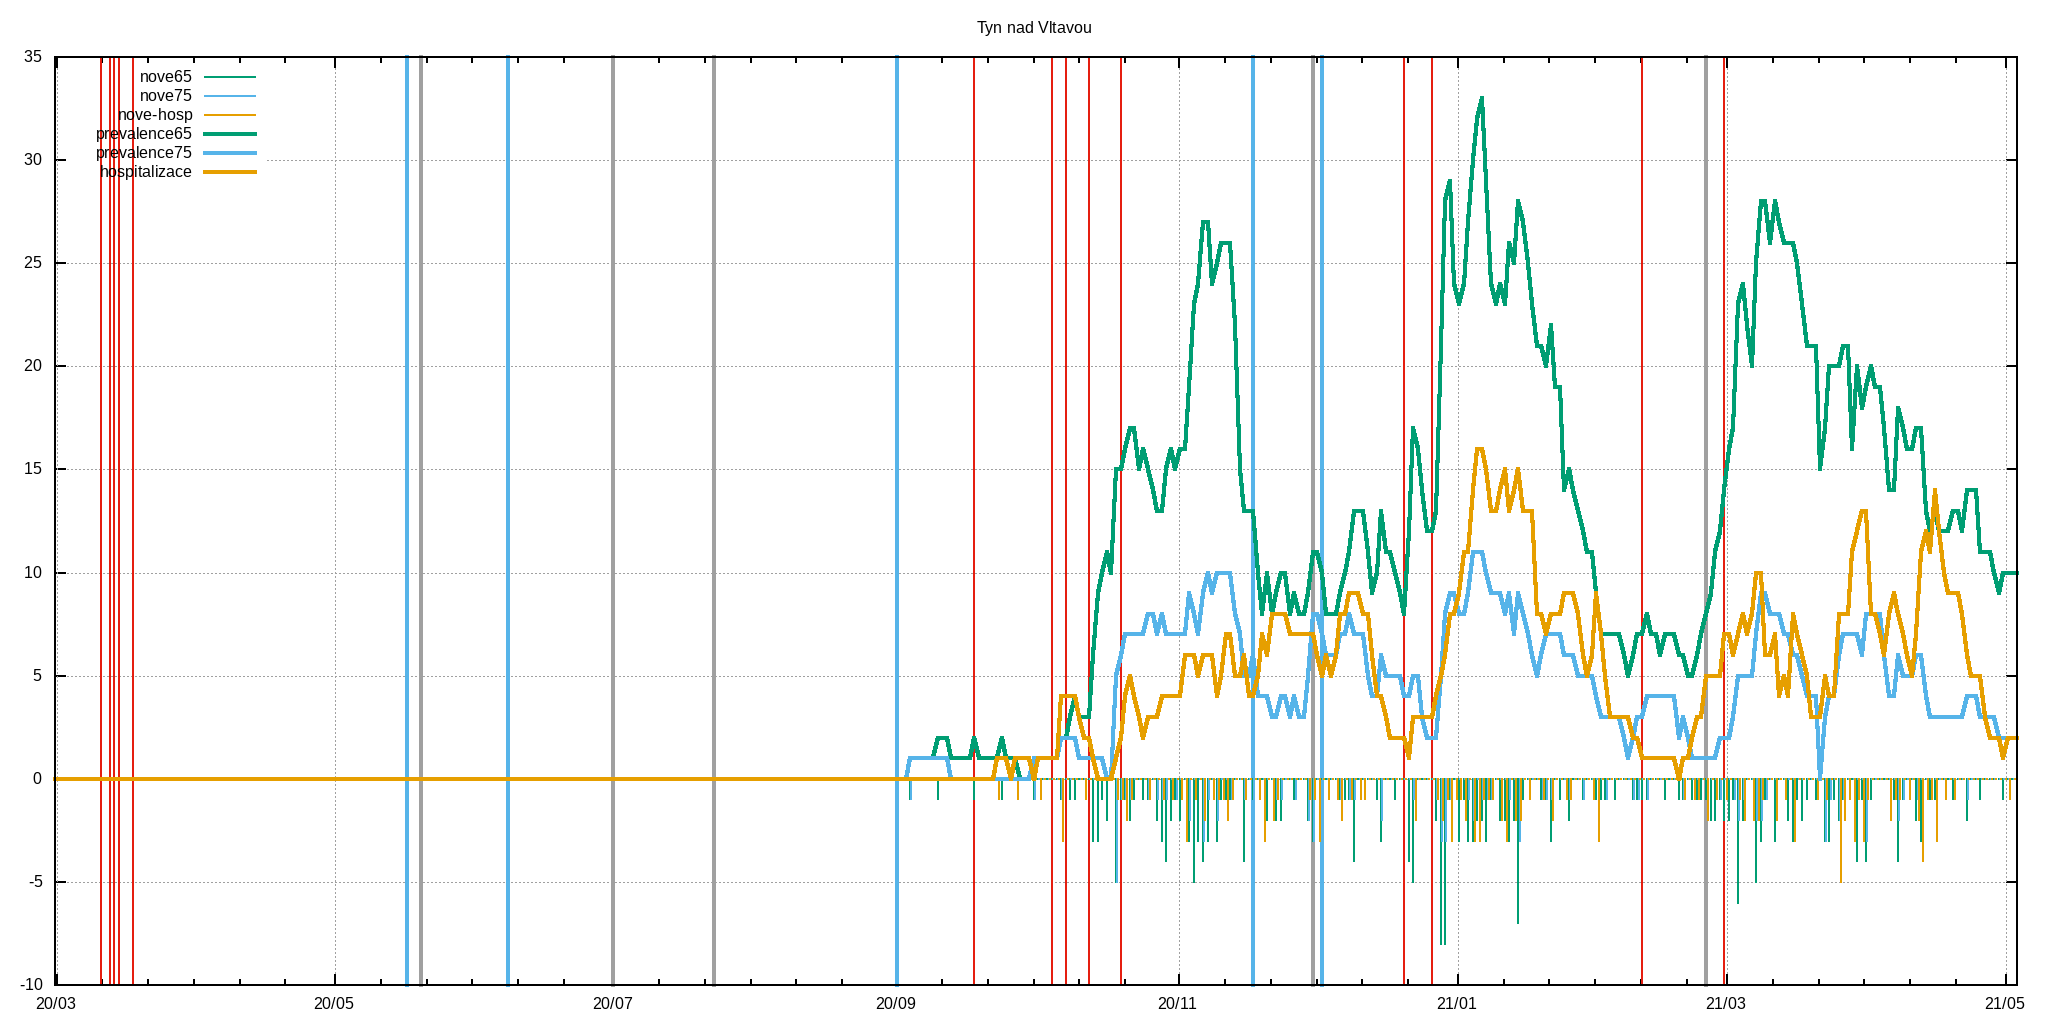 Tyn nad Vltavou
35
30
25
20
15
10
5
0
-5
-10
nove65
nove75
nove-hosp
prevalence65
prevalence75
hospitalizace
20/03 20/05 20/07 20/09 20/11 21/01 21/03 21/05